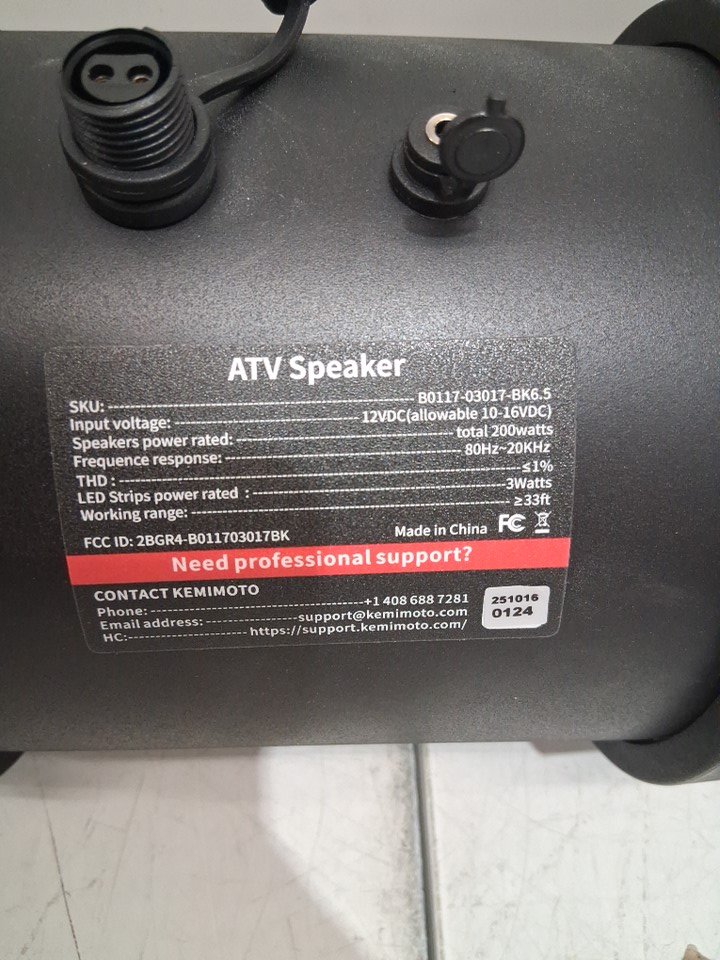 ATV Speaker
SKU: B0117-03017-BK6.5
Input voltage: 12VDC(allowable 10-16VDC)
Speakers power rated: total 200watts
Frequence response: 80Hz~20KHz
THD : ≤1%
LED Strips power rated : 3Watts
Working range: ≥33ft
FCC ID: 2BGR4-B011703017BK Made in China FC
Need professional support?
CONTACT KEMIMOTO
Phone: +1 408 688 7281
Email address: support@kemimoto.com
HC: https://support.kemimoto.com/
251016
0124